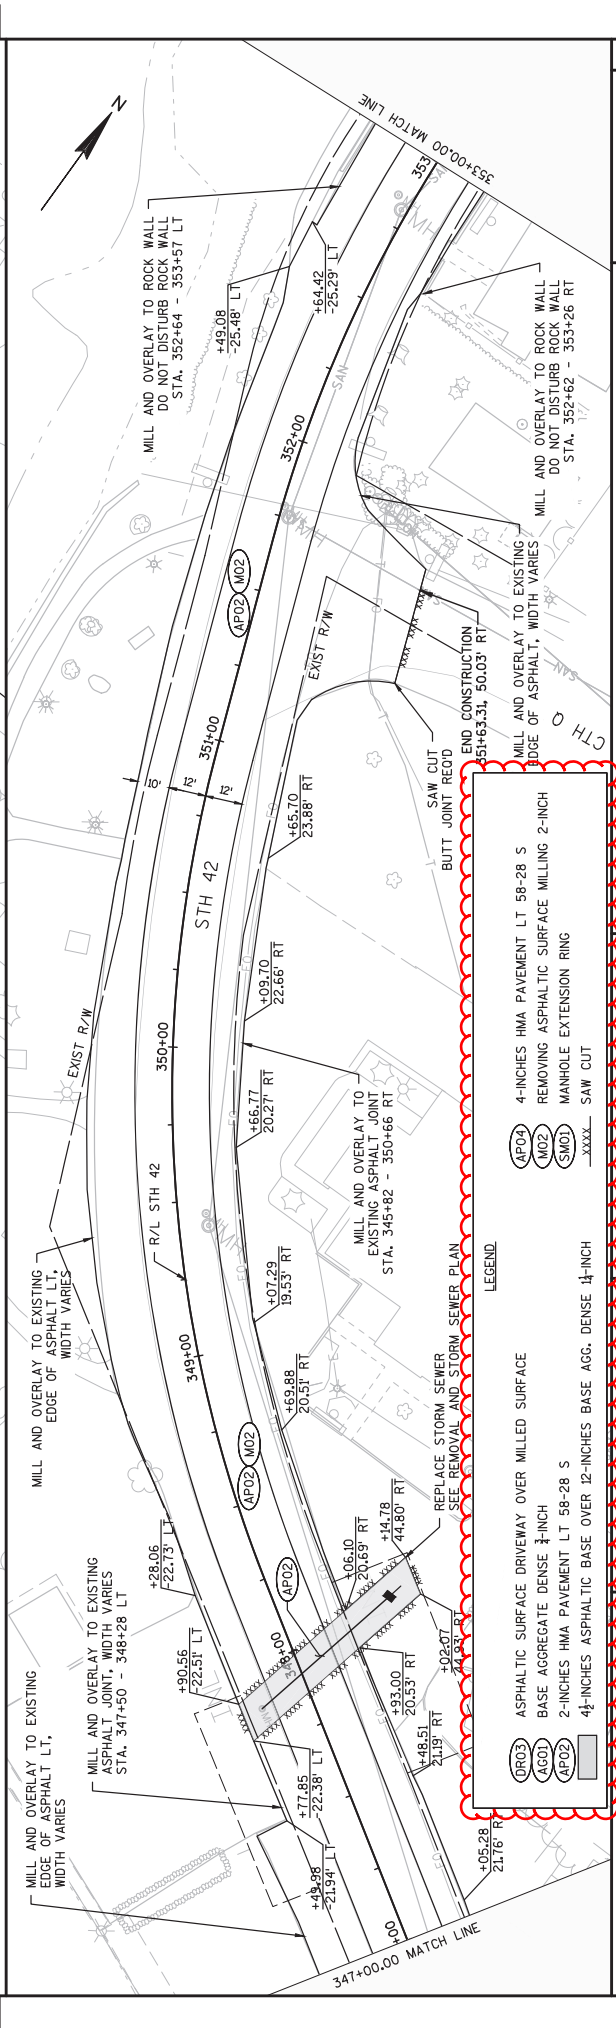 N
353+00.00 MATCH LINE
353
MILL AND OVERLAY TO ROCK WALL
DO NOT DISTURB ROCK WALL
STA. 352+64 - 353+57 LT
+49.08
-25.48' LT
+64.42
-25.29' LT
SAN
SAN
MH
MILL AND OVERLAY TO ROCK WALL
DO NOT DISTURB ROCK WALL
STA. 352+62 - 353+26 RT
352+00
MH
AP02
M02
MILL AND OVERLAY TO EXISTING
EDGE OF ASPHALT, WIDTH VARIES
EXIST R/W
XXXX XXXX XXXX
END CONSTRUCTION
351+63.31, 50.03' RT
SAN
CTH Q
SAW CUT
BUTT JOINT REQ'D
351+00
10'
12'
12'
STH 42
+65.70
23.88' RT
+09.70
22.66' RT
EXIST R/W
350+00
+66.77
20.27' RT
MILL AND OVERLAY TO
EXISTING ASPHALT JOINT
STA. 345+82 - 350+66 RT
R/L STH 42
MH
MILL AND OVERLAY TO EXISTING
EDGE OF ASPHALT LT,
WIDTH VARIES
+07.29
19.53' RT
349+00
+69.88
20.51' RT
AP02
M02
REPLACE STORM SEWER
SEE REMOVAL AND STORM SEWER PLAN
+14.78
44.80' RT
+06.10
20.69' RT
AP02
+28.06
-22.73' LT
MILL AND OVERLAY TO EXISTING
ASPHALT JOINT, WIDTH VARIES
STA. 347+50 - 348+28 LT
+90.56
-22.51' LT
348+00
+02.07
44.93' RT
+93.00
20.53' RT
+48.51
21.19' RT
+77.85
-22.38' LT
MILL AND OVERLAY TO EXISTING
EDGE OF ASPHALT LT,
WIDTH VARIES
+49.98
-21.94' LT
+05.28
21.76' RT
+00
347+00.00 MATCH LINE
LEGEND
DR03 ASPHALTIC SURFACE DRIVEWAY OVER MILLED SURFACE
AG01 BASE AGGREGATE DENSE ¾-INCH
AP02 2-INCHES HMA PAVEMENT LT 58-28 S
4½-INCHES ASPHALTIC BASE OVER 12-INCHES BASE AGG. DENSE 1¼-INCH
AP04 4-INCHES HMA PAVEMENT LT 58-28 S
M02 REMOVING ASPHALTIC SURFACE MILLING 2-INCH
SM01 MANHOLE EXTENSION RING
XXXX SAW CUT